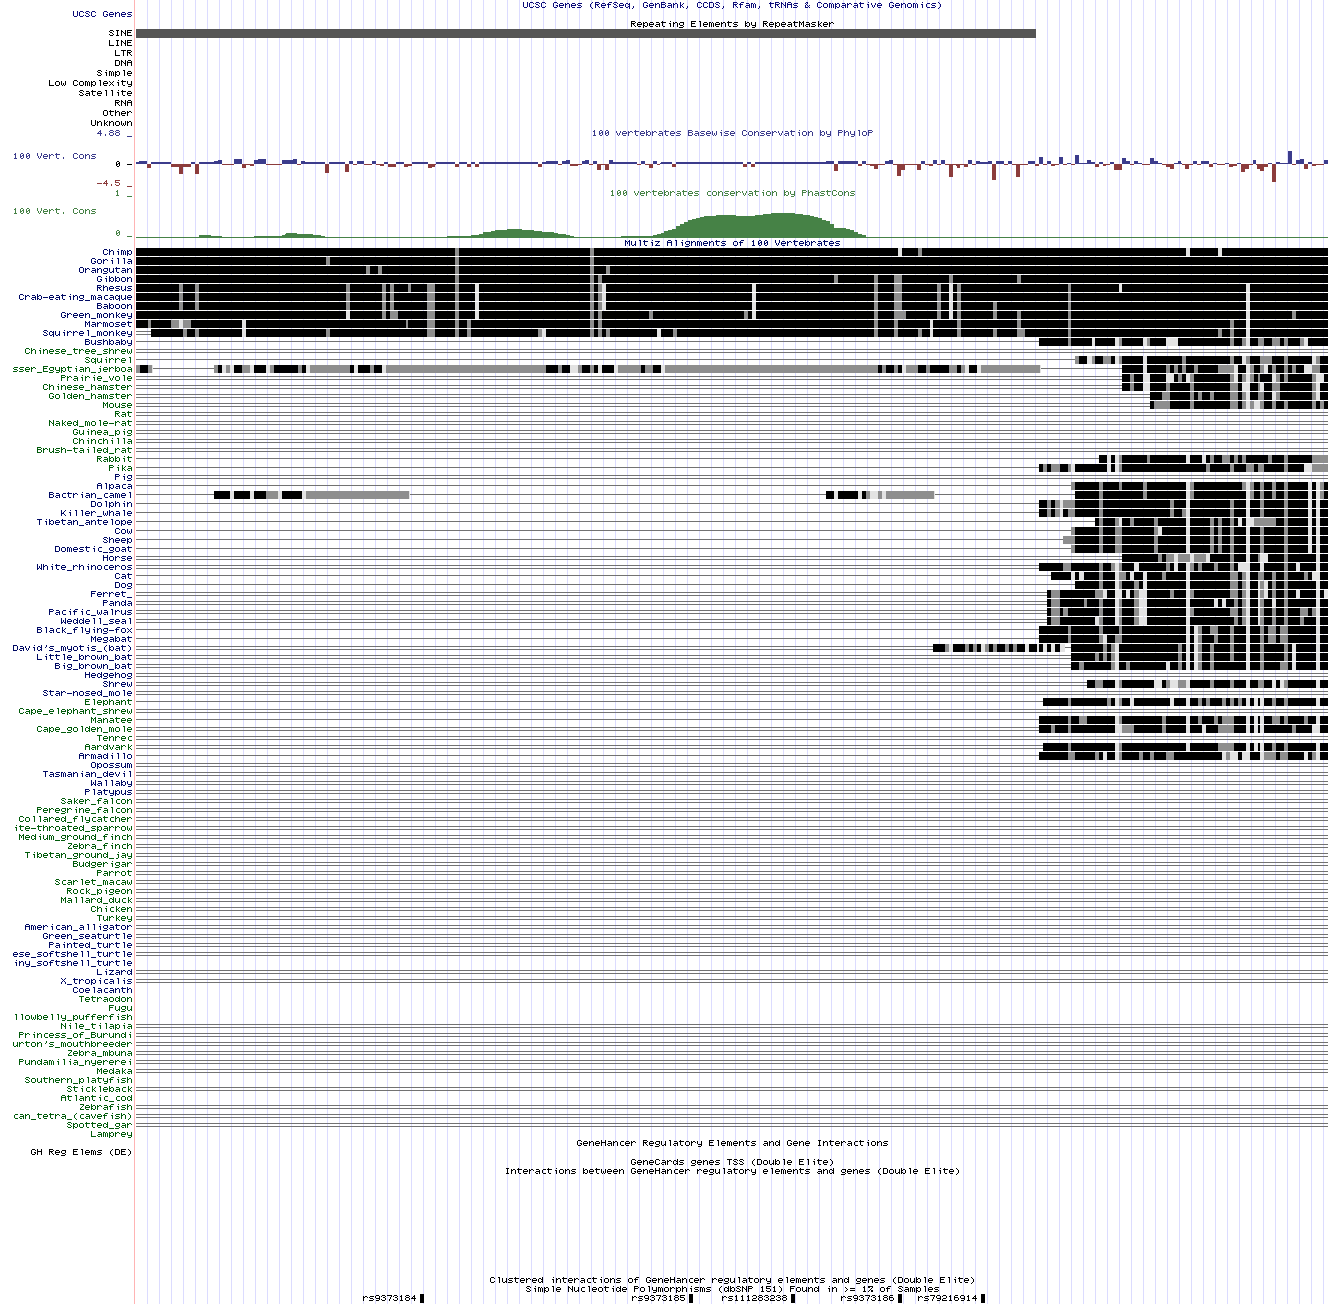 UCSC Genes (RefSeq, GenBank, CCDS, Rfam, tRNAs & Comparative Genomics)
UCSC Genes
Repeating Elements by RepeatMasker
SINE
LINE
LTR
DNA
Simple
Low Complexity
Satellite
RNA
Other
Unknown
4.88 _
100 vertebrates Basewise Conservation by PhyloP
100 Vert. Cons
0 _
-4.5 _
1 _
100 vertebrates conservation by PhastCons
100 Vert. Cons
0 _
Multiz Alignments of 100 Vertebrates
Chimp
Gorilla
Orangutan
Gibbon
Rhesus
Crab-eating_macaque
Baboon
Green_monkey
Marmoset
Squirrel_monkey
Bushbaby
Chinese_tree_shrew
Squirrel
sser_Egyptian_jerboa
Prairie_vole
Chinese_hamster
Golden_hamster
Mouse
Rat
Naked_mole-rat
Guinea_pig
Chinchilla
Brush-tailed_rat
Rabbit
Pika
Pig
Alpaca
Bactrian_camel
Dolphin
Killer_whale
Tibetan_antelope
Cow
Sheep
Domestic_goat
Horse
White_rhinoceros
Cat
Dog
Ferret_
Panda
Pacific_walrus
Weddell_seal
Black_flying-fox
Megabat
David's_myotis_(bat)
Little_brown_bat
Big_brown_bat
Hedgehog
Shrew
Star-nosed_mole
Elephant
Cape_elephant_shrew
Manatee
Cape_golden_mole
Tenrec
Aardvark
Armadillo
Opossum
Tasmanian_devil
Wallaby
Platypus
Saker_falcon
Peregrine_falcon
Collared_flycatcher
ite-throated_sparrow
Medium_ground_finch
Zebra_finch
Tibetan_ground_jay
Budgerigar
Parrot
Scarlet_macaw
Rock_pigeon
Mallard_duck
Chicken
Turkey
American_alligator
Green_seaturtle
Painted_turtle
ese_softshell_turtle
iny_softshell_turtle
Lizard
X_tropicalis
Coelacanth
Tetraodon
Fugu
llowbelly_pufferfish
Nile_tilapia
Princess_of_Burundi
urton's_mouthbreeder
Zebra_mbuna
Pundamilia_nyererei
Medaka
Southern_platyfish
Stickleback
Atlantic_cod
Zebrafish
can_tetra_(cavefish)
Spotted_gar
Lamprey
GeneHancer Regulatory Elements and Gene Interactions
GH Reg Elems (DE)
GeneCards genes TSS (Double Elite)
Interactions between GeneHancer regulatory elements and genes (Double Elite)
Clustered interactions of GeneHancer regulatory elements and genes (Double Elite)
Simple Nucleotide Polymorphisms (dbSNP 151) Found in >= 1% of Samples
rs9373184 rs9373185 rs111283238 rs9373186 rs79216914